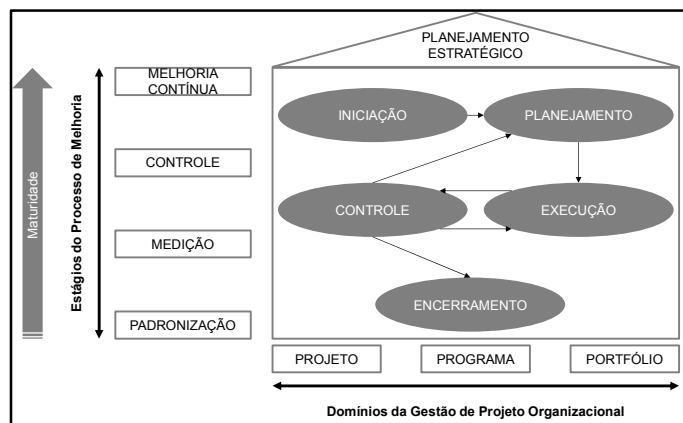 PLANEJAMENTO
ESTRATÉGICO
MELHORIA
CONTÍNUA
CONTROLE
MEDIÇÃO
PADRONIZAÇÃO
Maturidade
Estágios do Processo de Melhoria
INICIAÇÃO
PLANEJAMENTO
CONTROLE
EXECUÇÃO
ENCERRAMENTO
PROJETO
PROGRAMA
PORTFÓLIO
Domínios da Gestão de Projeto Organizacional